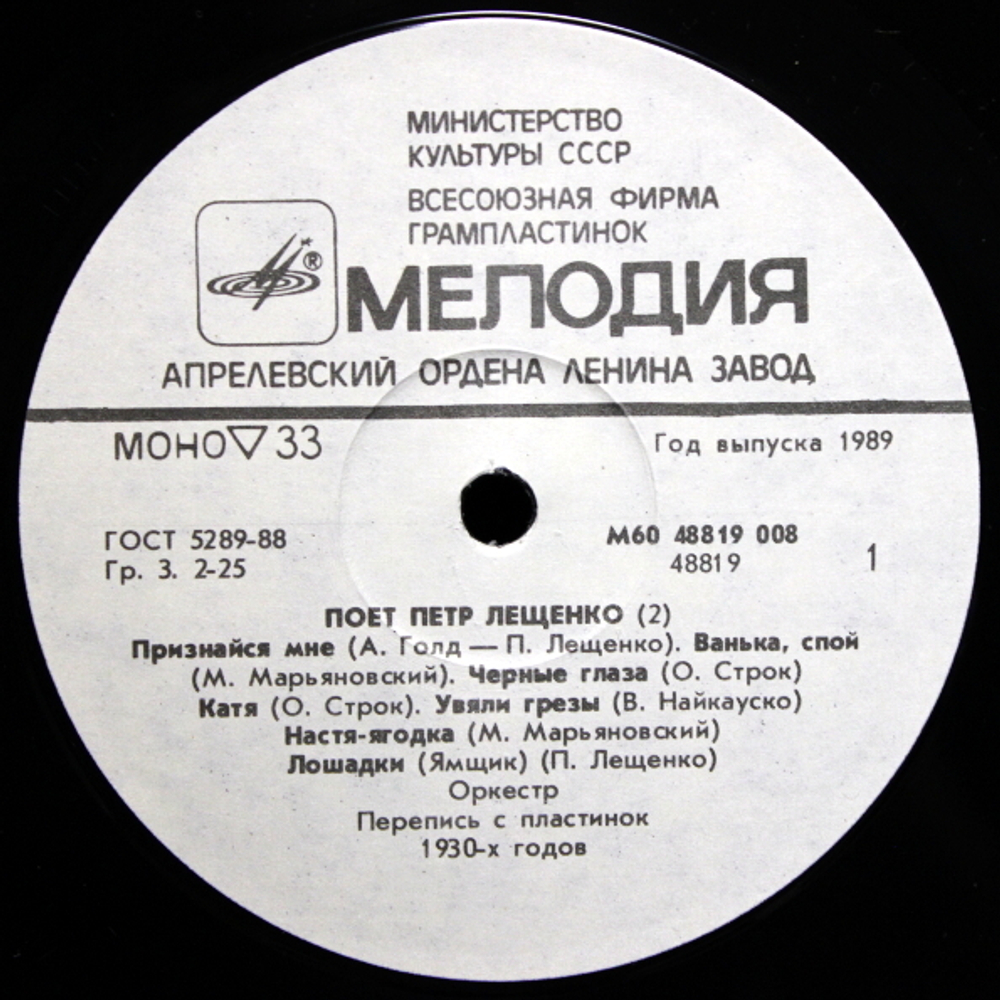 МИНИСТЕРСТВО
КУЛЬТУРЫ СССР
ВСЕСОЮЗНАЯ ФИРМА
ГРАМПЛАСТИНОК
®
МЕЛОДИЯ
АПРЕЛЕВСКИЙ ОРДЕНА ЛЕНИНА ЗАВОД
МОНО▽33
Год выпуска 1989
ГОСТ 5289-88
Гр. 3. 2-25
М60 48819 008
48819
1
ПОЕТ ПЕТР ЛЕЩЕНКО (2)
Признайся мне (А. Голд — П. Лещенко). Ванька, спой
(М. Марьяновский). Черные глаза (О. Строк)
Катя (О. Строк). Увяли грезы (В. Найкауско)
Настя-ягодка (М. Марьяновский)
Лошадки (Ямщик) (П. Лещенко)
Оркестр
Перепись с пластинок
1930-х годов